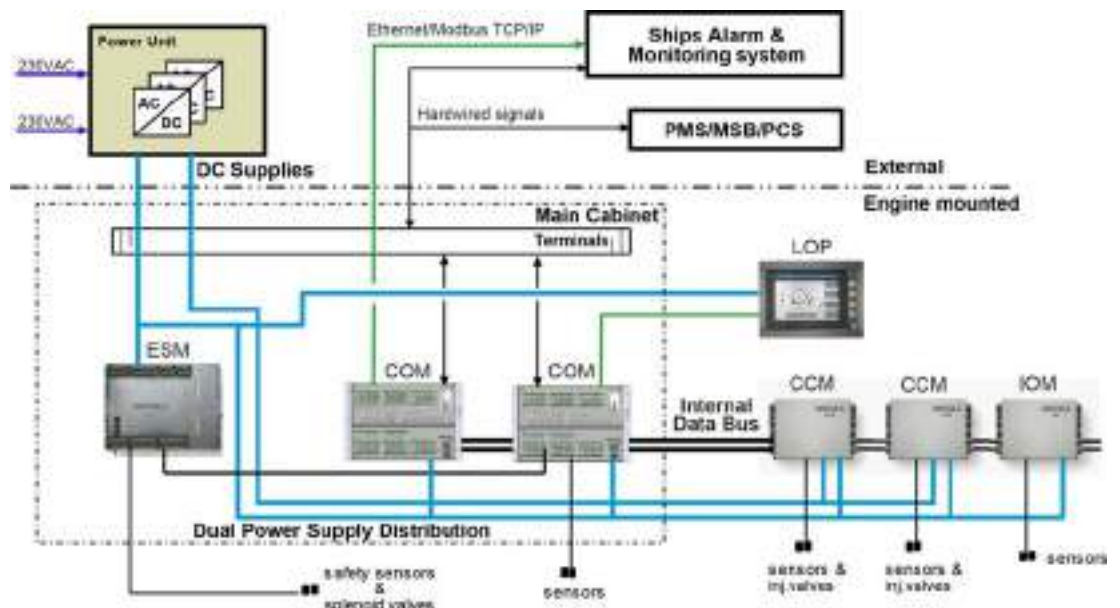 Ethernet/Modbus TCP/IP
Ships Alarm &
Monitoring system
Power Unit
230VAC
AC
DC
230VAC
Hardwired signals
PMS/MSB/PCS
DC Supplies
External
Engine mounted
Main Cabinet
Terminals
LOP
ESM
COM
COM
CCM
CCM
IOM
Internal
Data Bus
Dual Power Supply Distribution
safety sensors
&
solenoid valves
sensors
sensors &
inj.valves
sensors &
inj.valves
sensors